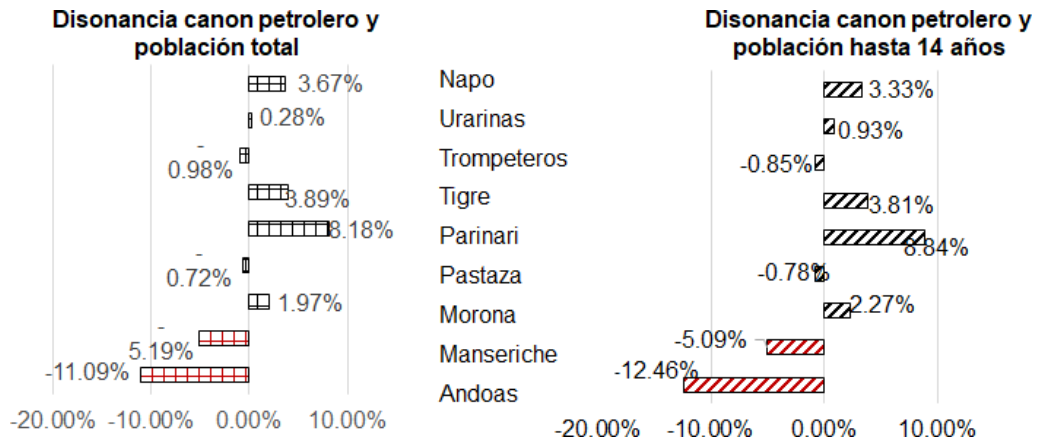 Disonancia canon petrolero y
población total
3.67%
0.28%
-
0.98%
3.89%
8.18%
-
0.72%
1.97%
-
5.19%
-11.09%
-20.00% -10.00% 0.00% 10.00%
Napo
Urarinas
Trompeteros
Tigre
Parinari
Pastaza
Morona
Manseriche
Andoas
Disonancia canon petrolero y
población hasta 14 años
3.33%
0.93%
-0.85%
3.81%
8.84%
-0.78%
2.27%
-5.09%
-12.46%
-20.00% -10.00% 0.00% 10.00%